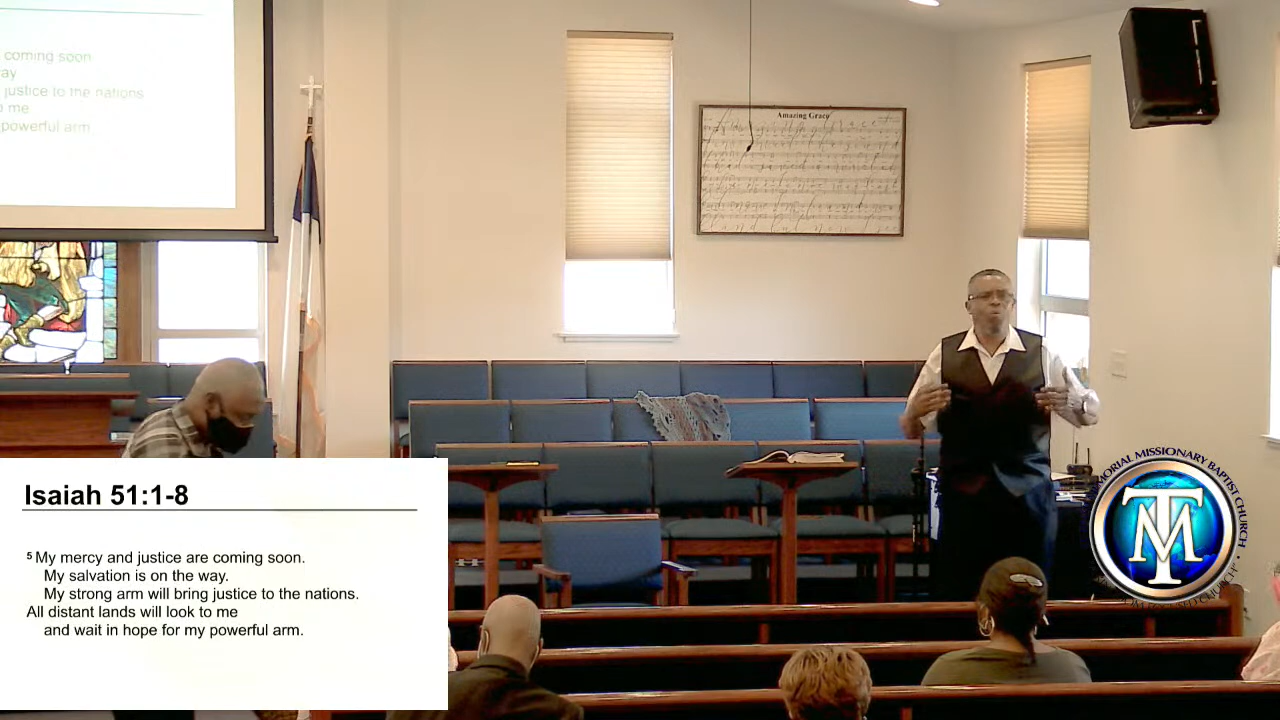 coming soon
ay
justice to the nations
o me
powerful arm
Amazing Grace
Isaiah 51:1-8
5 My mercy and justice are coming soon.
My salvation is on the way.
My strong arm will bring justice to the nations.
All distant lands will look to me
and wait in hope for my powerful arm.
MORIAL MISSIONARY BAPTIST CHURCH
TM